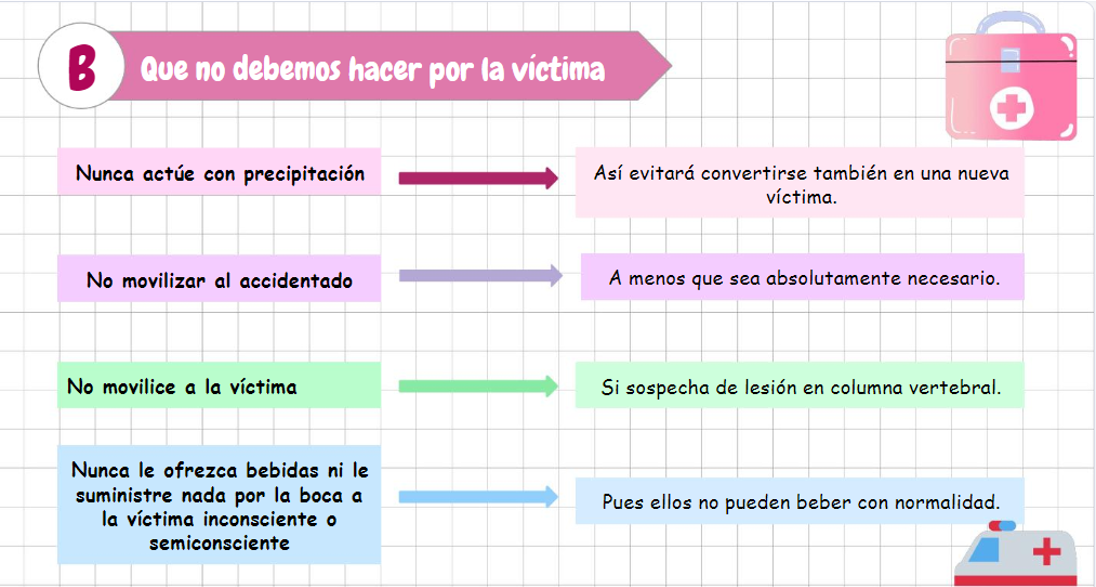 B
Que no debemos hacer por la víctima
Nunca actúe con precipitación
Así evitará convertirse también en una nueva
víctima.
No movilizar al accidentado
A menos que sea absolutamente necesario.
No movilice a la víctima
Si sospecha de lesión en columna vertebral.
Nunca le ofrezca bebidas ni le
suministre nada por la boca a
la víctima inconsciente o
semiconsciente
Pues ellos no pueden beber con normalidad.